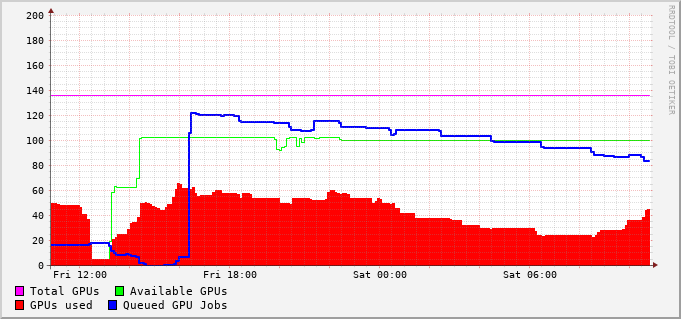 200
180
160
140
120
100
80
60
40
20
0
Fri 12:00 Fri 18:00 Sat 00:00 Sat 06:00
Total GPUs Available GPUs
GPUs used Queued GPU Jobs
RRDTOOL / TOBI OETIKER